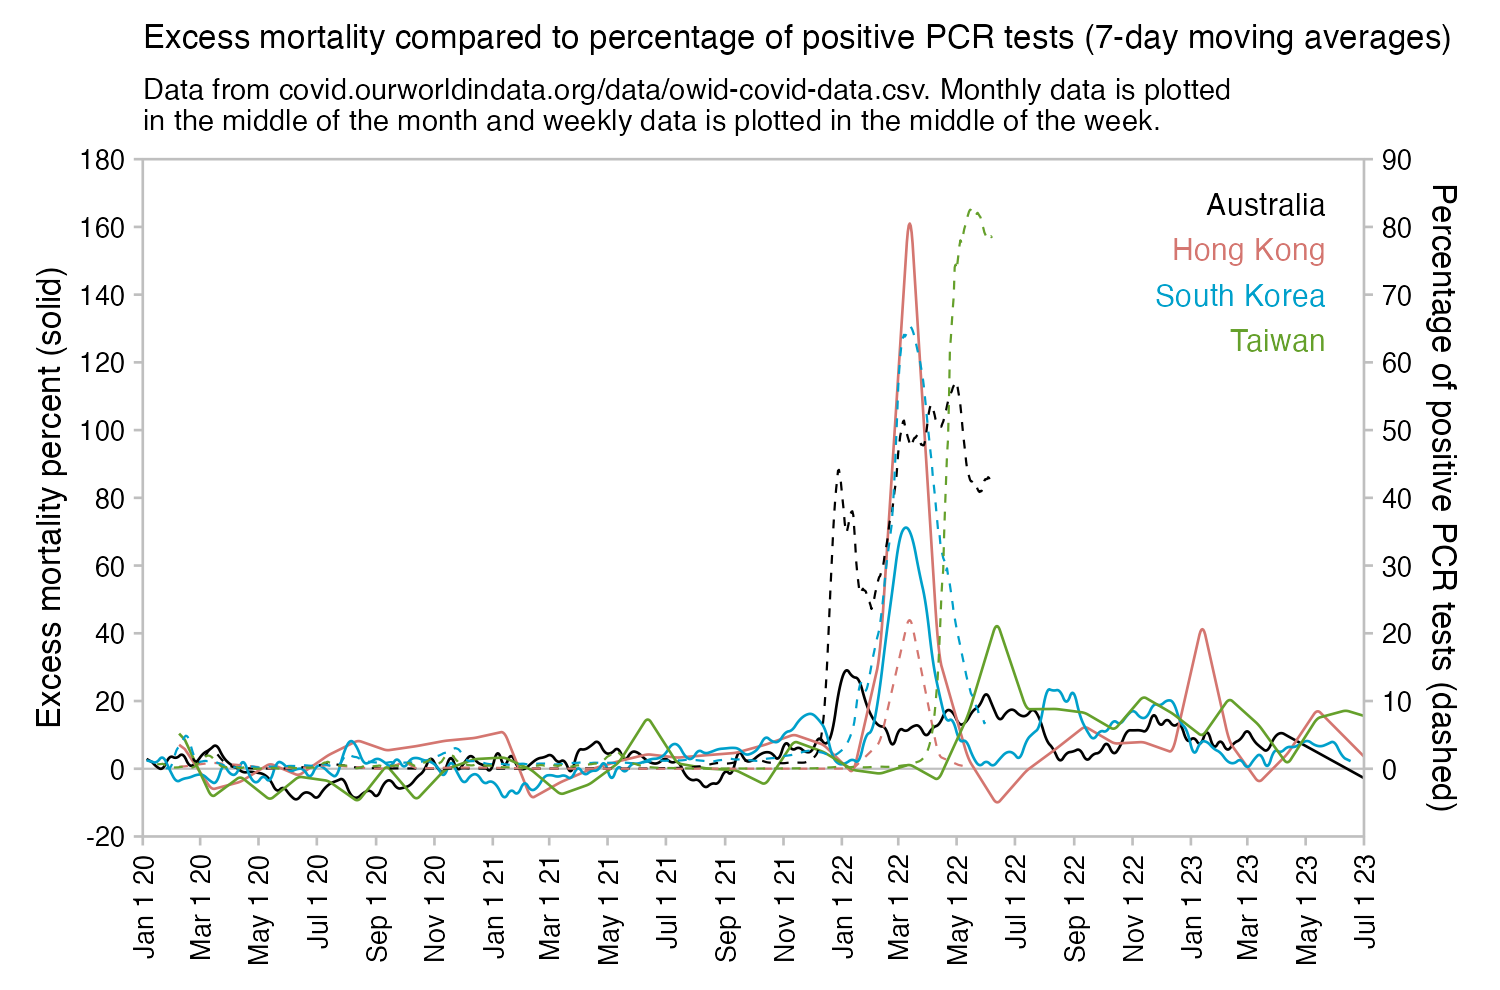 Excess mortality compared to percentage of positive PCR tests (7-day moving averages)
Data from covid.ourworldindata.org/data/owid-covid-data.csv. Monthly data is plotted
in the middle of the month and weekly data is plotted in the middle of the week.
Excess mortality percent (solid)
180
160
140
120
100
80
60
40
20
0
-20
Australia
Hong Kong
South Korea
Taiwan
90
80
70
60
50
40
30
20
10
0
Percentage of positive PCR tests (dashed)
Jan 1 20
Mar 1 20
May 1 20
Jul 1 20
Sep 1 20
Nov 1 20
Jan 1 21
Mar 1 21
May 1 21
Jul 1 21
Sep 1 21
Nov 1 21
Jan 1 22
Mar 1 22
May 1 22
Jul 1 22
Sep 1 22
Nov 1 22
Jan 1 23
Mar 1 23
May 1 23
Jul 1 23